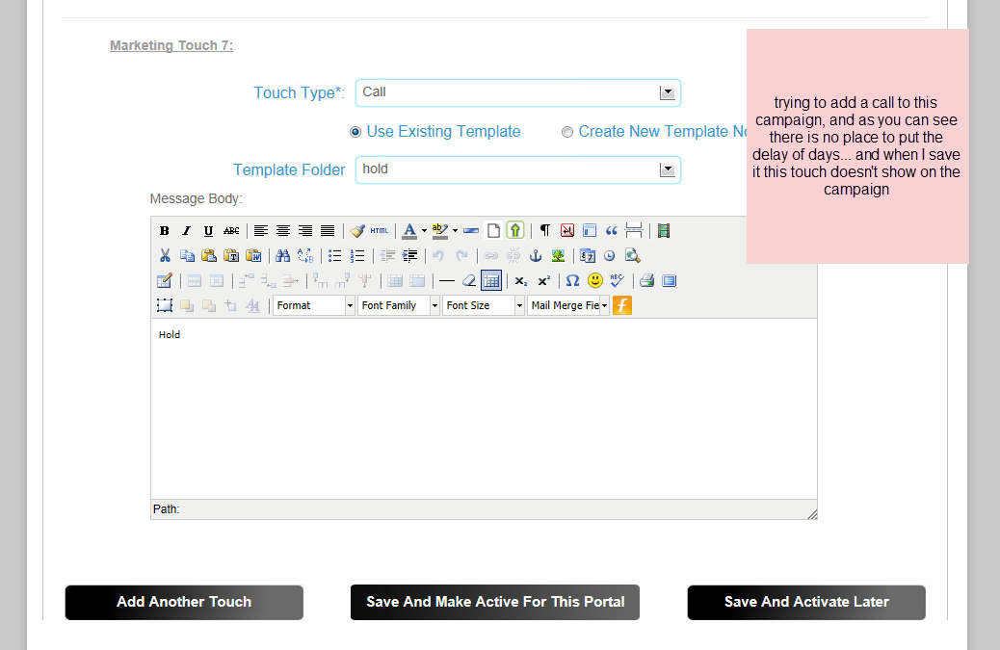 Marketing Touch 7:
Touch Type*: Call
Use Existing Template Create New Template No
Template Folder hold
Message Body:
B I U ABC HTML A ab
Format Font Family Font Size Mail Merge Fie
Hold
Path:
Add Another Touch Save And Make Active For This Portal Save And Activate Later
trying to add a call to this
campaign, and as you can see
there is no place to put the
delay of days... and when I save
it this touch doesn't show on the
campaign